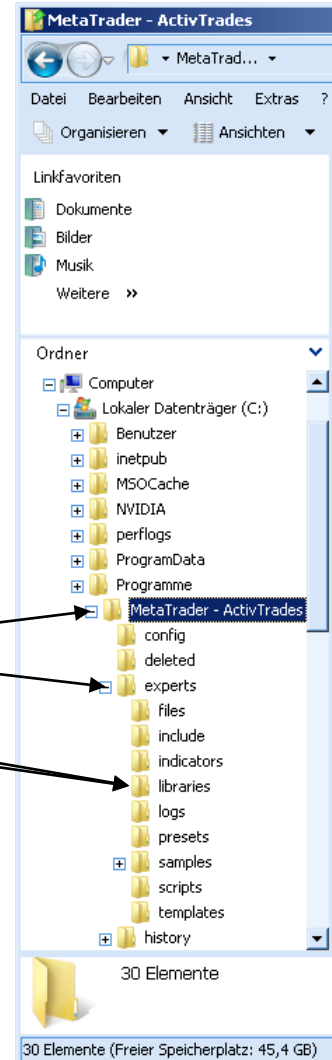 MetaTrader - ActivTrades
MetaTrad...
Datei Bearbeiten Ansicht Extras ?
Organisieren Ansichten
Linkfavoriten
Dokumente
Bilder
Musik
Weitere »
Ordner
Computer
Lokaler Datenträger (C:)
Benutzer
inetpub
MSOCache
NVIDIA
perflogs
ProgramData
Programme
MetaTrader - ActivTrades
config
deleted
experts
files
include
indicators
libraries
logs
presets
samples
scripts
templates
history
30 Elemente
30 Elemente (Freier Speicherplatz: 45,4 GB)